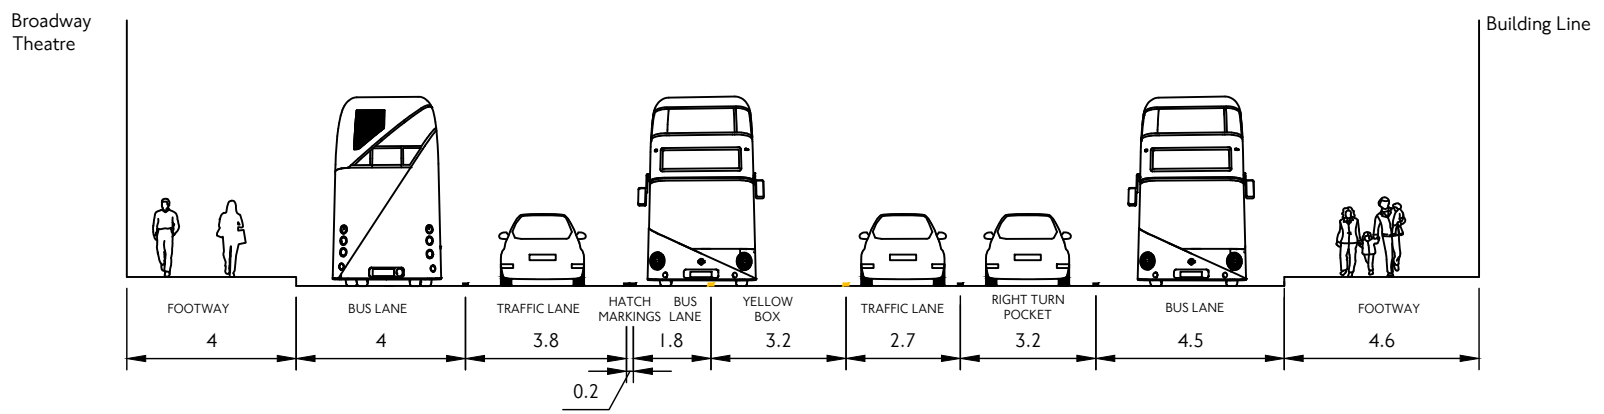 Broadway
Theatre
Building Line
FOOTWAY
BUS LANE
TRAFFIC LANE
HATCH
MARKINGS
BUS
LANE
YELLOW
BOX
TRAFFIC LANE
RIGHT TURN
POCKET
BUS LANE
FOOTWAY
4
4
3.8
1.8
3.2
2.7
3.2
4.5
4.6
0.2